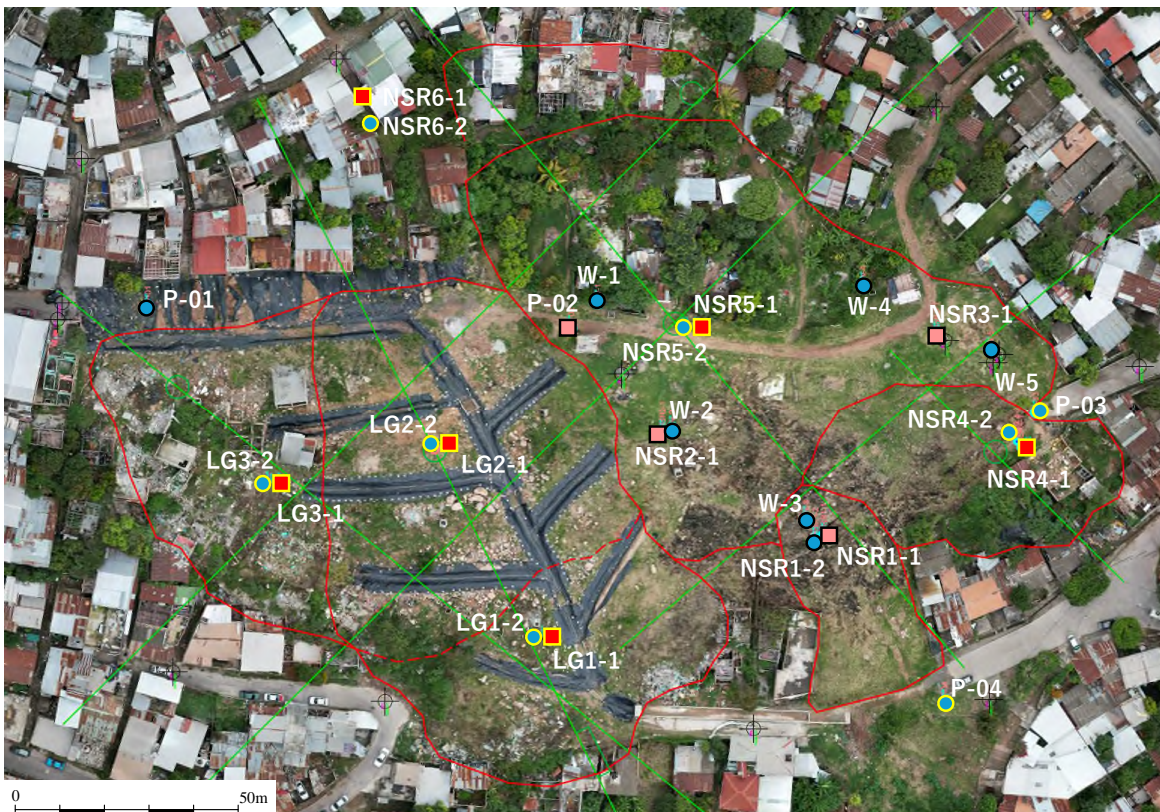 NSR6-1
NSR6-2
W-1
P-01
P-02
NSR5-1
W-4
NSR3-1
NSR5-2
W-5
P-03
W-2
NSR4-2
LG2-2
NSR2-1
LG2-1
LG3-2
NSR4-1
LG3-1
W-3
NSR1-1
NSR1-2
LG1-2
LG1-1
P-04
0 50m